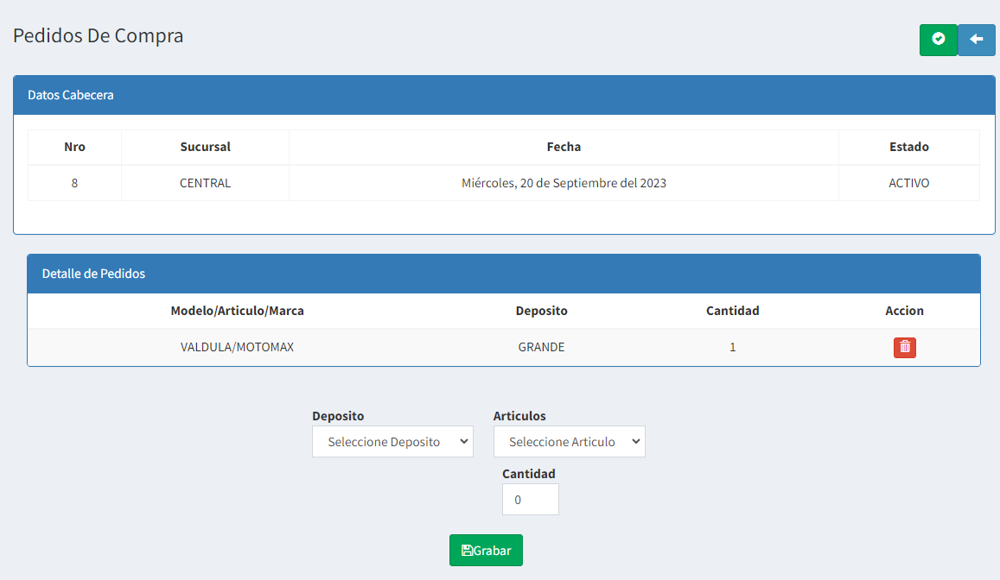 Pedidos De Compra
Datos Cabecera
Nro Sucursal Fecha Estado
8 CENTRAL Miércoles, 20 de Septiembre del 2023 ACTIVO
Detalle de Pedidos
Modelo/Articulo/Marca Deposito Cantidad Accion
VALDULA/MOTOMAX GRANDE 1
Deposito Articulos
Seleccione Deposito Seleccione Articulo
Cantidad
0
Grabar